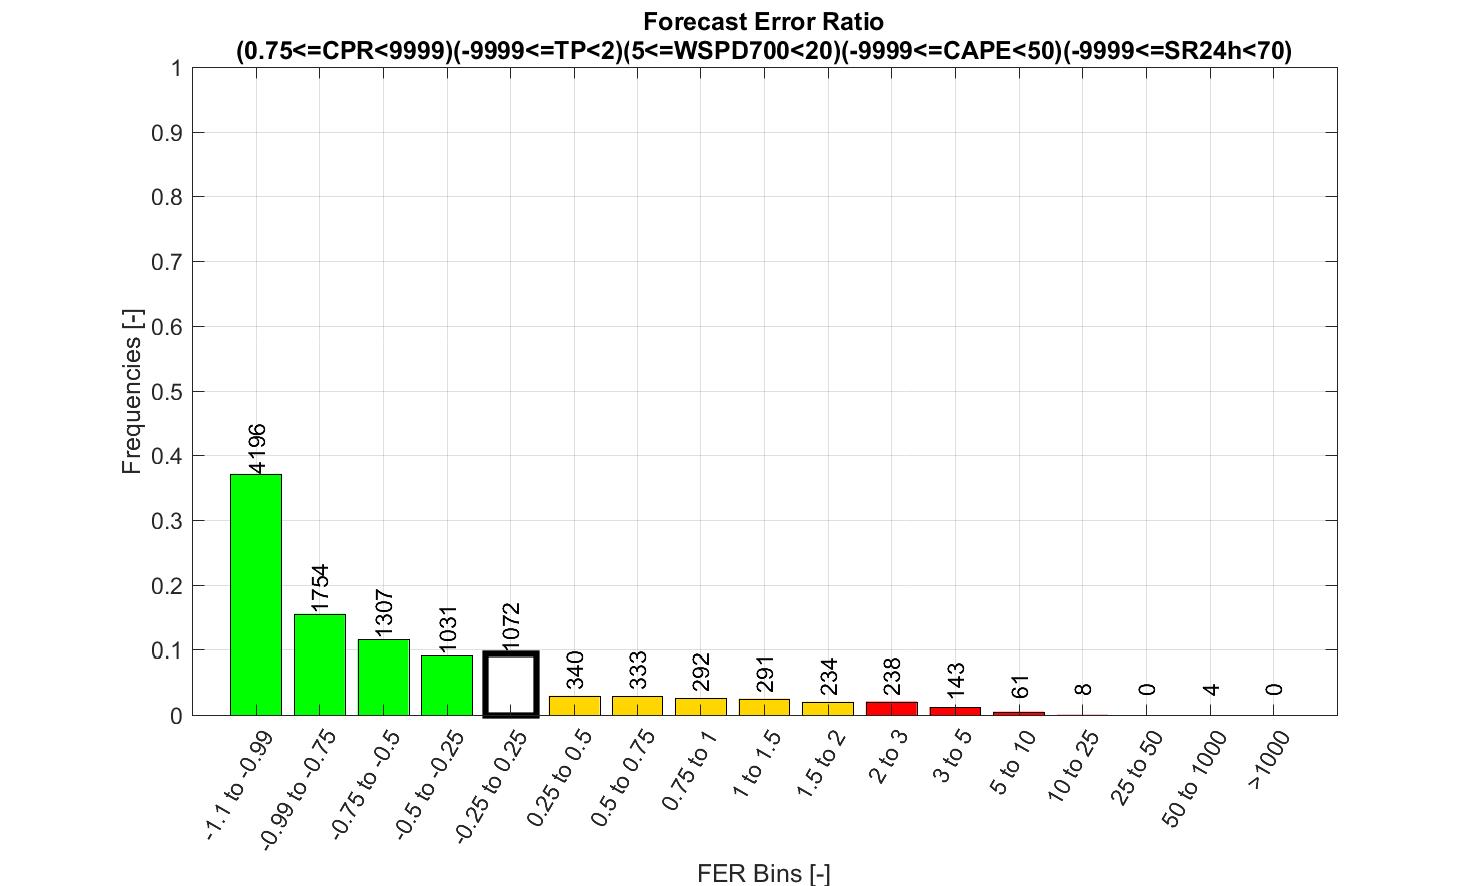 Forecast Error Ratio
(0.75<=CPR<9999)(-9999<=TP<2)(5<=WSPD700<20)(-9999<=CAPE<50)(-9999<=SR24h<70)
1
0.9
0.8
0.7
0.6
0.5
0.4
0.3
0.2
0.1
0
Frequencies [-]
4196
1754
1307
1031
1072
340
333
292
291
234
238
143
61
8
0
4
0
-1.1 to -0.99
-0.99 to -0.75
-0.75 to -0.5
-0.5 to -0.25
-0.25 to 0.25
0.25 to 0.5
0.5 to 0.75
0.75 to 1
1 to 1.5
1.5 to 2
2 to 3
3 to 5
5 to 10
10 to 25
25 to 50
50 to 1000
>1000
FER Bins [-]